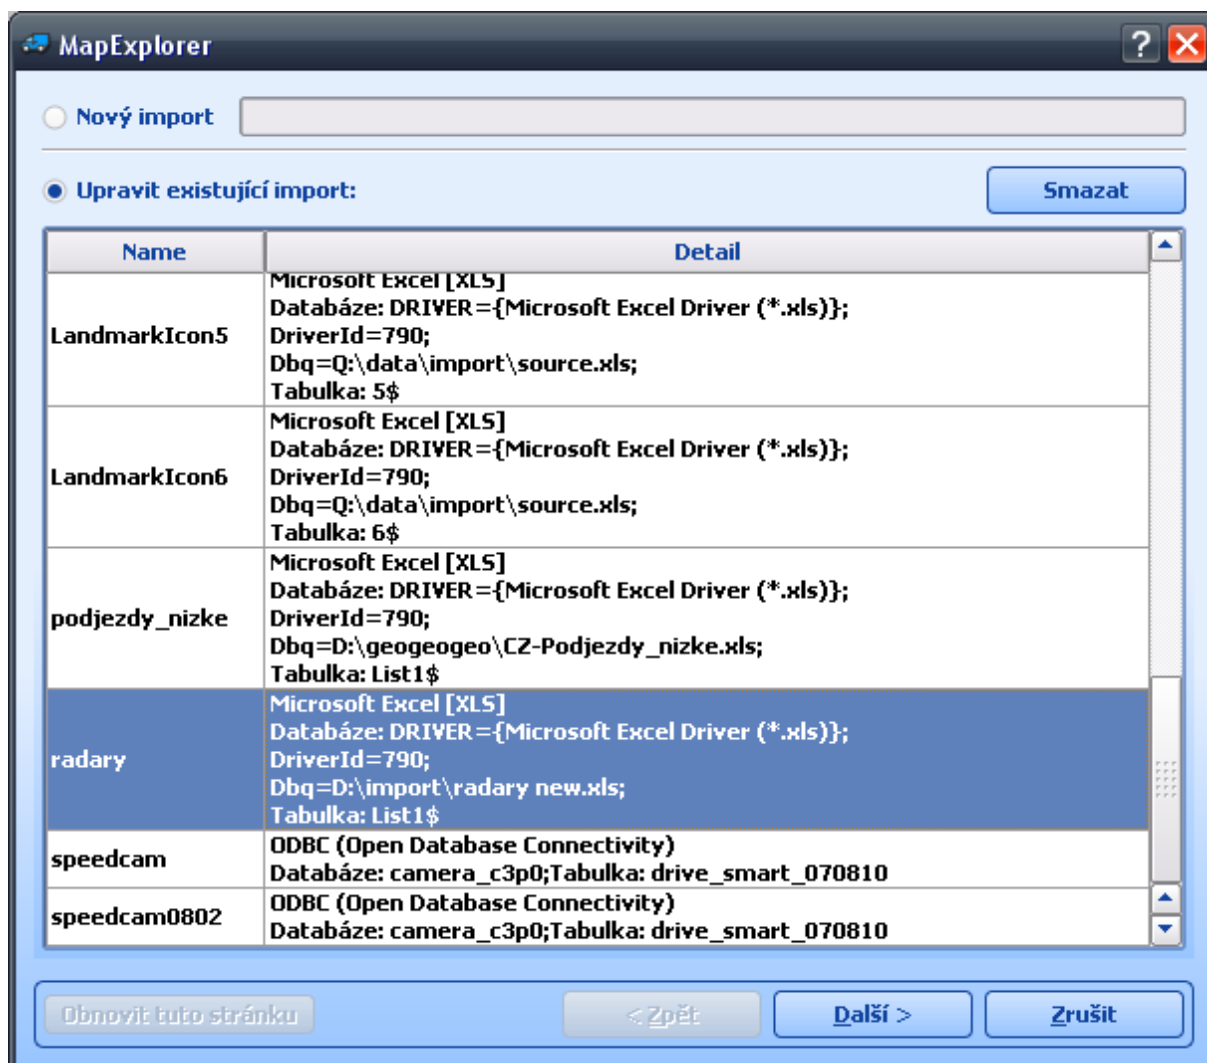 MapExplorer
Nový import
Upravit existující import:
Smazat
Name
Detail
LandmarkIcon5
Microsoft Excel [XLS]
Databáze: DRIVER={Microsoft Excel Driver (*.xls)};
DriverId=790;
Dbq=Q:\data\import\source.xls;
Tabulka: 5$
LandmarkIcon6
Microsoft Excel [XLS]
Databáze: DRIVER={Microsoft Excel Driver (*.xls)};
DriverId=790;
Dbq=Q:\data\import\source.xls;
Tabulka: 6$
podjezdy_nizke
Microsoft Excel [XLS]
Databáze: DRIVER={Microsoft Excel Driver (*.xls)};
DriverId=790;
Dbq=D:\geogeogeo\CZ-Podjezdy_nizke.xls;
Tabulka: List1$
radary
Microsoft Excel [XLS]
Databáze: DRIVER={Microsoft Excel Driver (*.xls)};
DriverId=790;
Dbq=D:\import\radary new.xls;
Tabulka: List1$
speedcam
ODBC (Open Database Connectivity)
Databáze: camera_c3p0;Tabulka: drive_smart_070810
speedcam0802
ODBC (Open Database Connectivity)
Databáze: camera_c3p0;Tabulka: drive_smart_070810
Obnovit tuto stránku
< Zpět
Další >
Zrušit